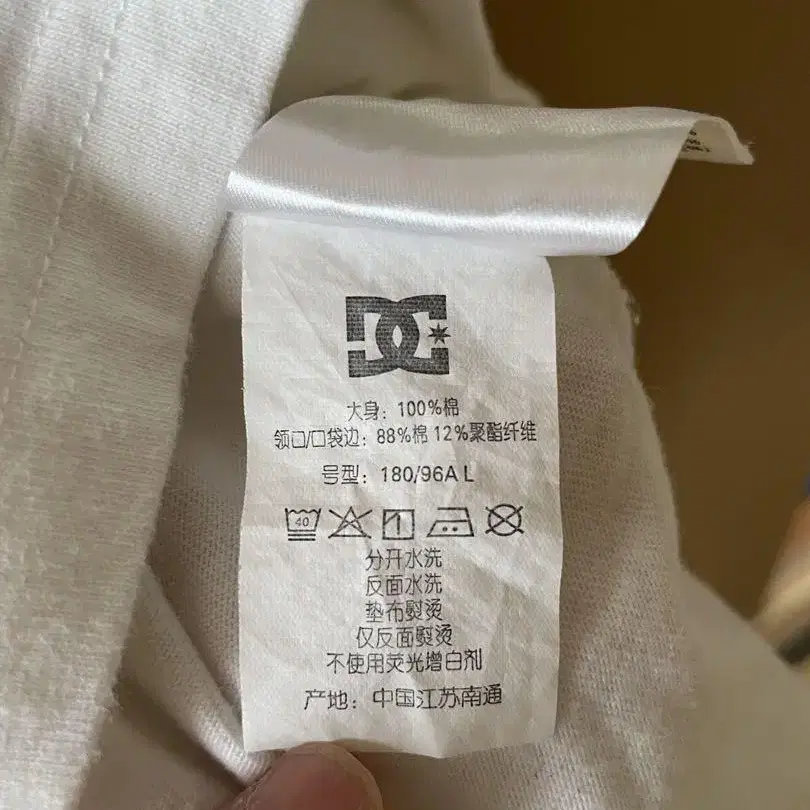 DC
大身：100%棉
领口/口袋边：88%棉 12%聚酯纤维
号型：180/96A L
40
分开水洗
反面水洗
垫布熨烫
仅反面熨烫
不使用荧光增白剂
产地：中国江苏南通